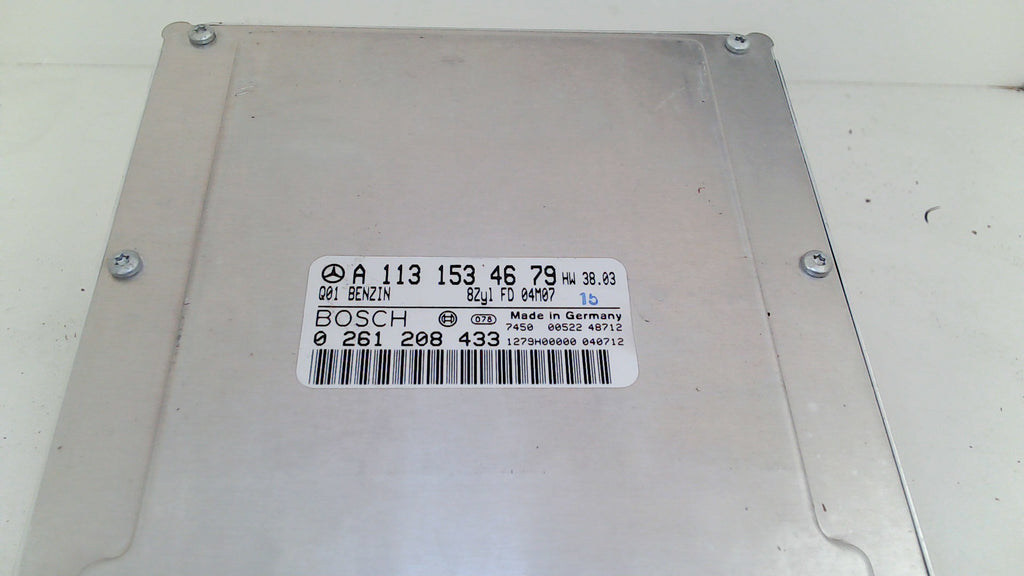 A 113 153 46 79 HW 38.03
Q01 BENZIN 8Zyl FD 04M07 15
BOSCH 078 Made in Germany
7450 00522 48712
0 261 208 433 1279H00000 040712